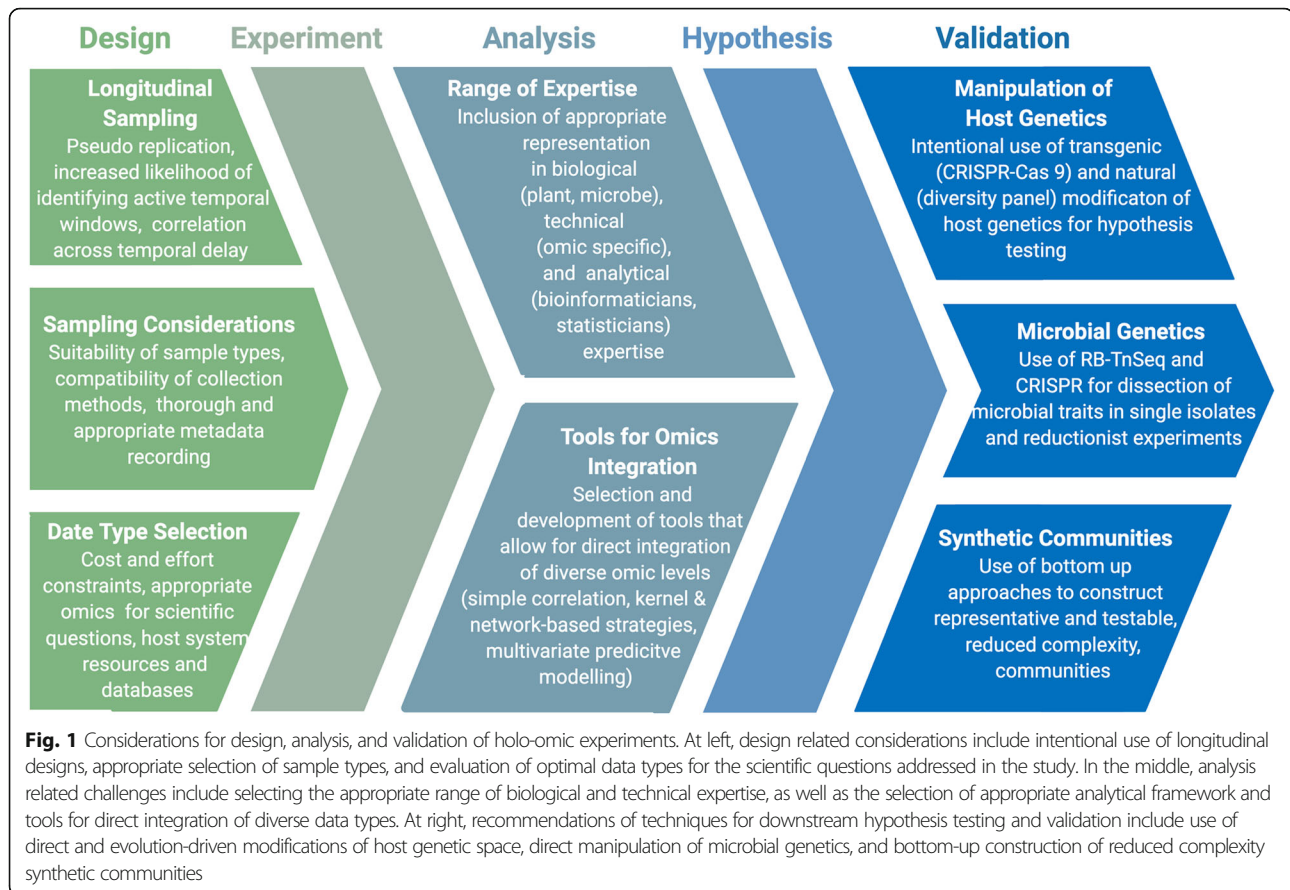 Design Experiment Analysis Hypothesis Validation
Longitudinal
Sampling
Pseudo replication,
increased likelihood of
identifying active temporal
windows, correlation
across temporal delay
Sampling Considerations
Suitability of sample types,
compatibility of collection
methods, thorough and
appropriate metadata
recording
Date Type Selection
Cost and effort
constraints, appropriate
omics for scientific
questions, host system
resources and
databases
Range of Expertise
Inclusion of appropriate
representation
in biological
(plant, microbe),
technical
(omic specific),
and analytical
(bioinformaticians,
statisticians)
expertise
Tools for Omics
Integration
Selection and
development of tools that
allow for direct integration
of diverse omic levels
(simple correlation, kernel &
network-based strategies,
multivariate predicitve
modelling)
Manipulation of
Host Genetics
Intentional use of transgenic
(CRISPR-Cas 9) and natural
(diversity panel) modificaton of
host genetics for hypothesis
testing
Microbial Genetics
Use of RB-TnSeq and
CRISPR for dissection of
microbial traits in single isolates
and reductionist experiments
Synthetic Communities
Use of bottom up
approaches to construct
representative and testable,
reduced complexity,
communities
Fig. 1 Considerations for design, analysis, and validation of holo-omic experiments. At left, design related considerations include intentional use of longitudinal
designs, appropriate selection of sample types, and evaluation of optimal data types for the scientific questions addressed in the study. In the middle, analysis
related challenges include selecting the appropriate range of biological and technical expertise, as well as the selection of appropriate analytical framework and
tools for direct integration of diverse data types. At right, recommendations of techniques for downstream hypothesis testing and validation include use of
direct and evolution-driven modifications of host genetic space, direct manipulation of microbial genetics, and bottom-up construction of reduced complexity
synthetic communities